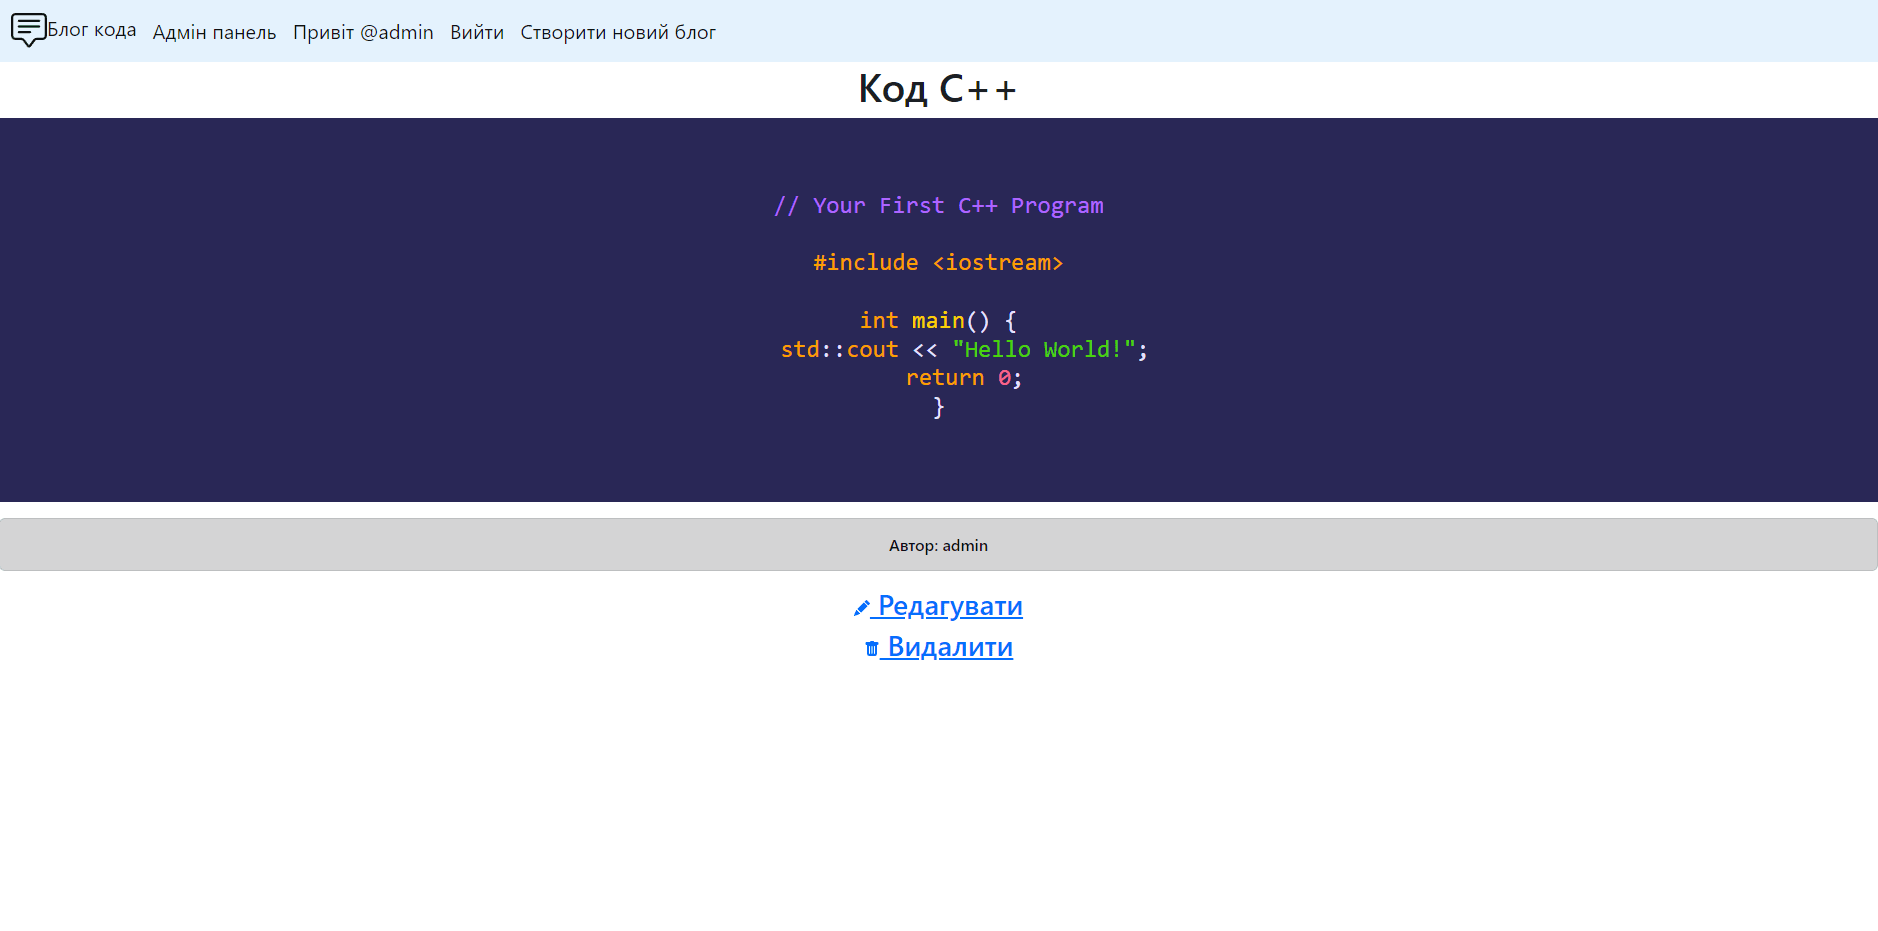 Блог кода Адмін панель Привіт @admin Вийти Створити новий блог
Код C++
// Your First C++ Program
#include <iostream>
int main() {
std::cout << "Hello World!";
return 0;
}
Автор: admin
Редагувати
Видалити